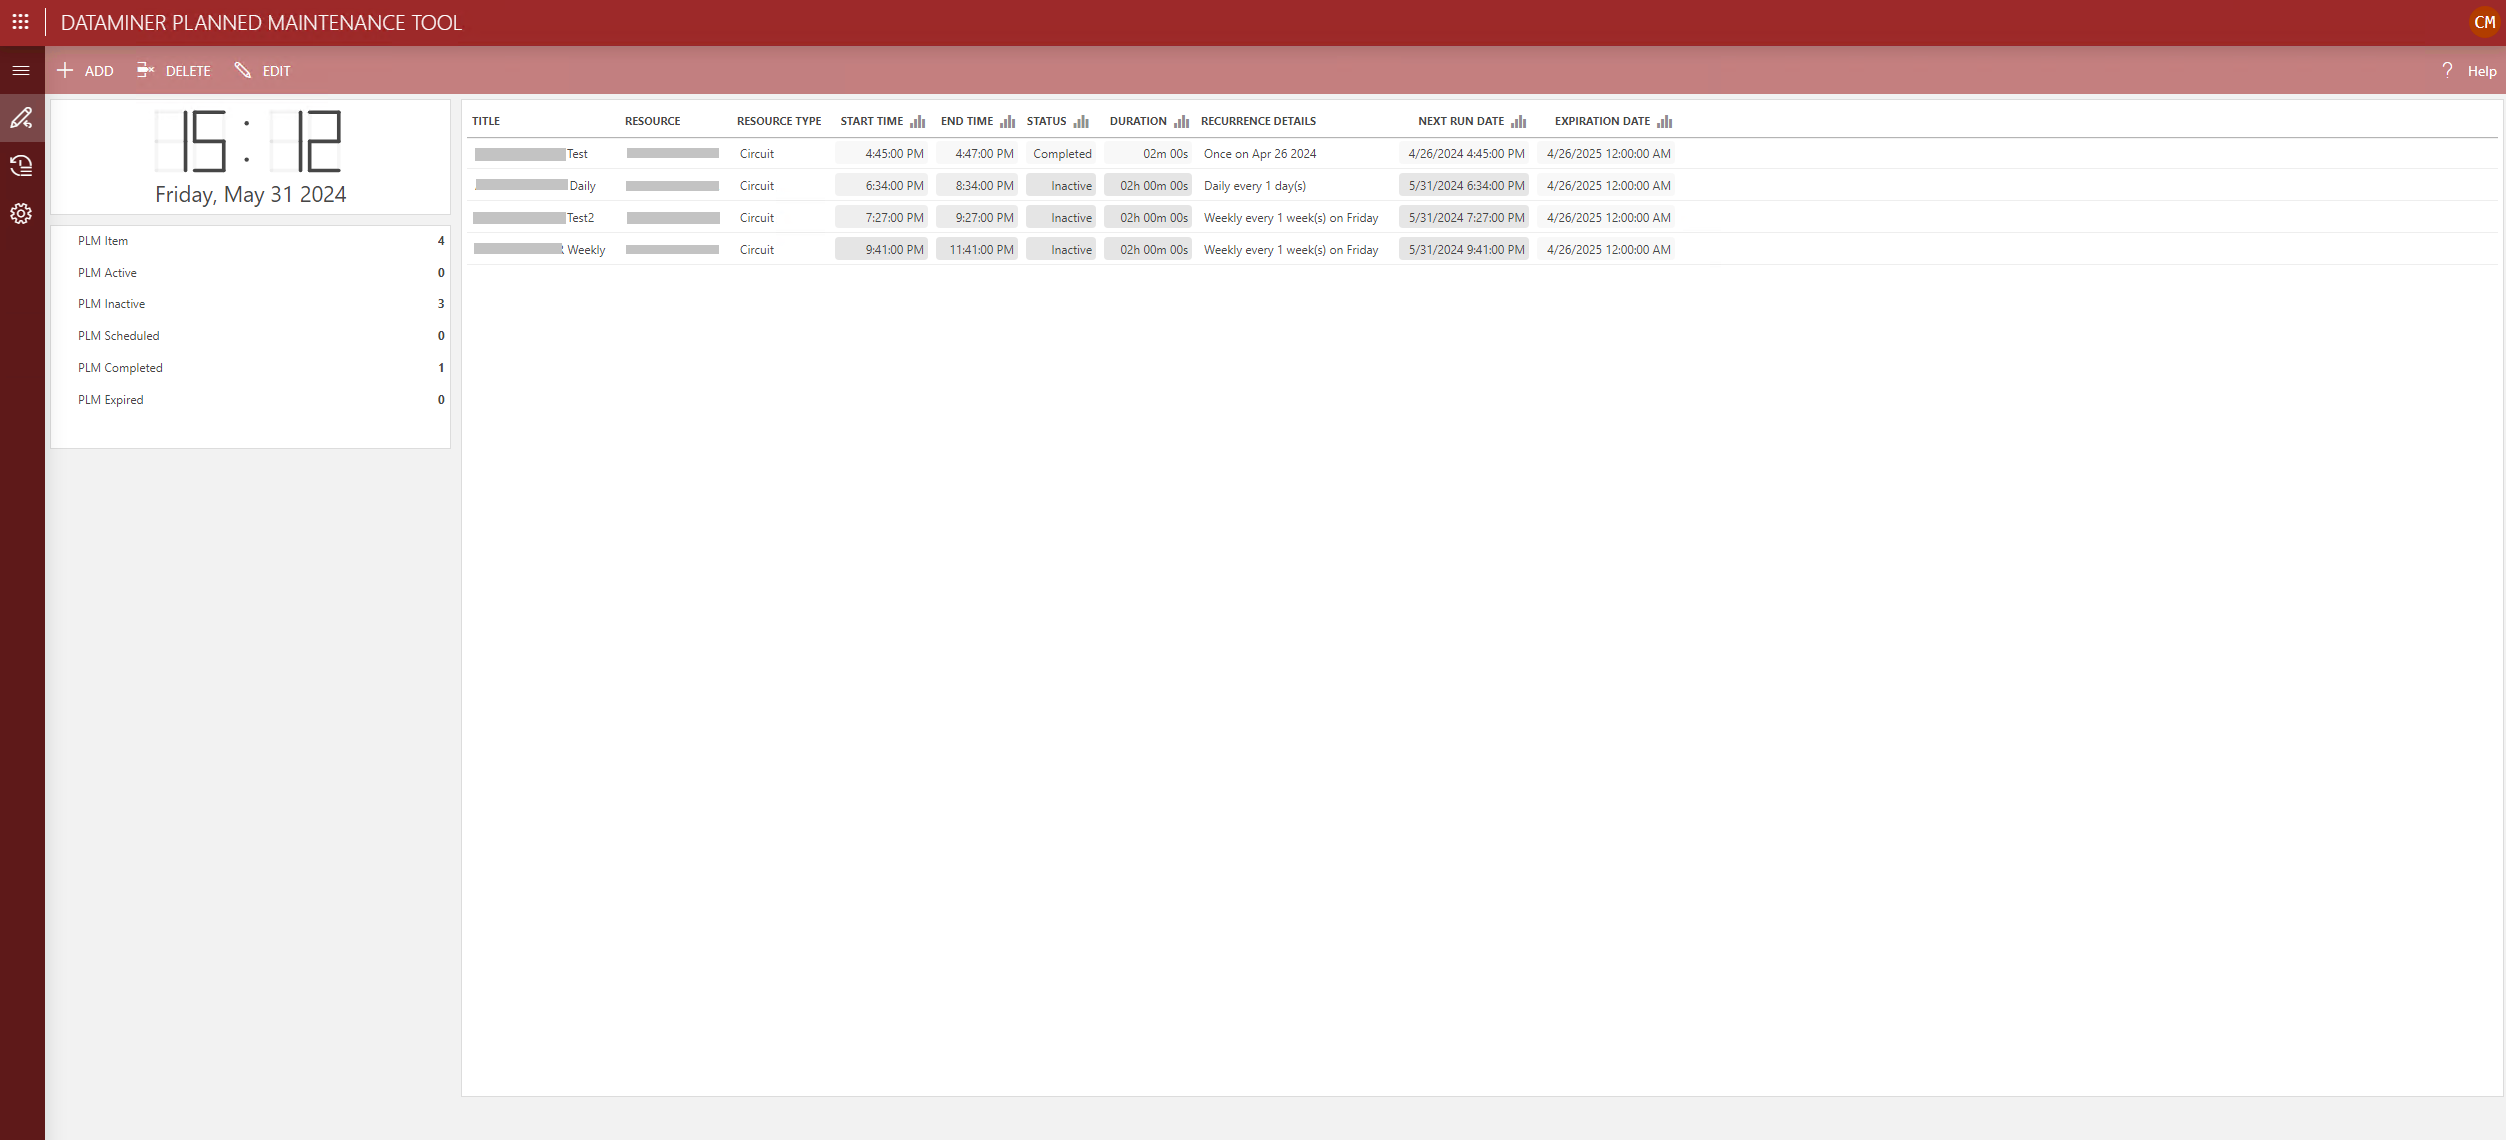 DATAMINER PLANNED MAINTENANCE TOOL CM
ADD DELETE EDIT ? Help
15:12
Friday, May 31 2024
PLM Item 4
PLM Active 0
PLM Inactive 3
PLM Scheduled 0
PLM Completed 1
PLM Expired 0
TITLE RESOURCE RESOURCE TYPE START TIME END TIME STATUS DURATION RECURRENCE DETAILS NEXT RUN DATE EXPIRATION DATE
Test Circuit 4:45:00 PM 4:47:00 PM Completed 02m 00s Once on Apr 26 2024 4/26/2024 4:45:00 PM 4/26/2025 12:00:00 AM
Daily Circuit 6:34:00 PM 8:34:00 PM Inactive 02h 00m 00s Daily every 1 day(s) 5/31/2024 6:34:00 PM 4/26/2025 12:00:00 AM
Test2 Circuit 7:27:00 PM 9:27:00 PM Inactive 02h 00m 00s Weekly every 1 week(s) on Friday 5/31/2024 7:27:00 PM 4/26/2025 12:00:00 AM
Weekly Circuit 9:41:00 PM 11:41:00 PM Inactive 02h 00m 00s Weekly every 1 week(s) on Friday 5/31/2024 9:41:00 PM 4/26/2025 12:00:00 AM